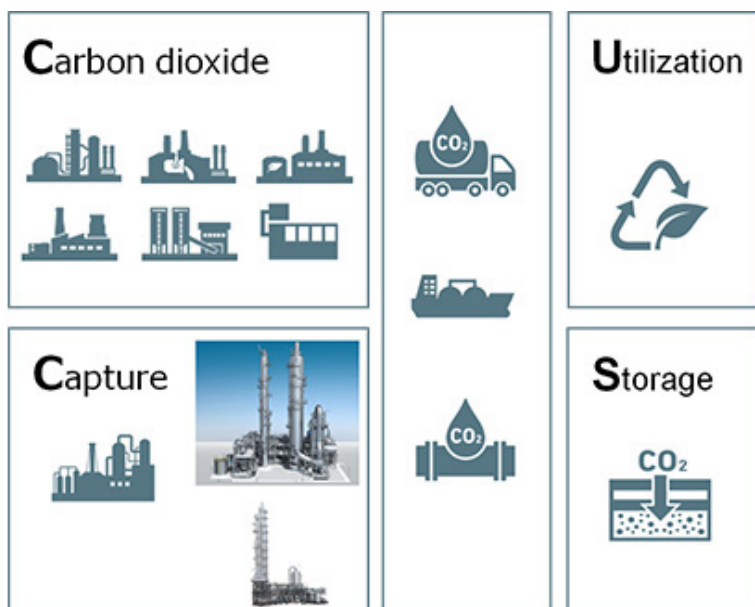 Carbon dioxide
Capture
CO₂
CO₂
Utilization
Storage
CO₂